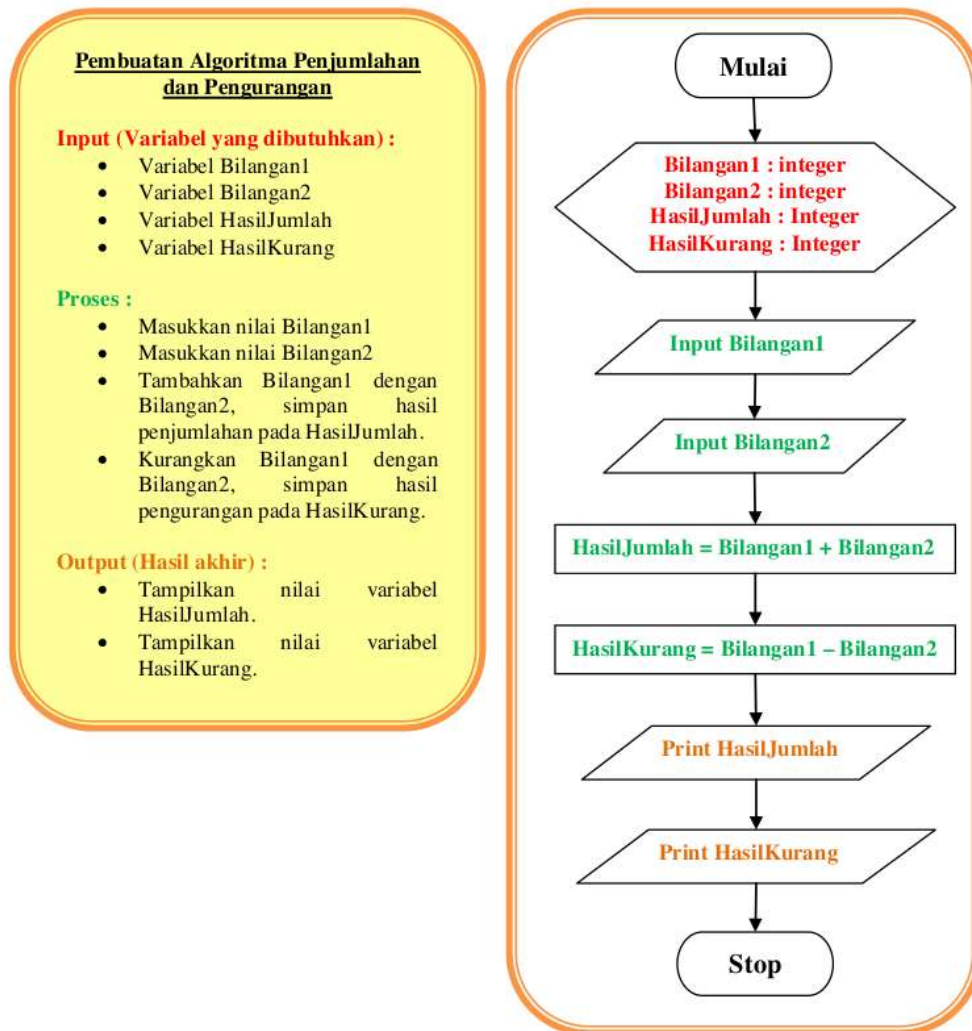 Pembuatan Algoritma Penjumlahan
dan Pengurangan
Input (Variabel yang dibutuhkan) :
• Variabel Bilangan1
• Variabel Bilangan2
• Variabel HasilJumlah
• Variabel HasilKurang
Proses :
• Masukkan nilai Bilangan1
• Masukkan nilai Bilangan2
• Tambahkan Bilangan1 dengan
Bilangan2, simpan hasil
penjumlahan pada HasilJumlah.
• Kurangkan Bilangan1 dengan
Bilangan2, simpan hasil
pengurangan pada HasilKurang.
Output (Hasil akhir) :
• Tampilkan nilai variabel
HasilJumlah.
• Tampilkan nilai variabel
HasilKurang.
Mulai
Bilangan1 : integer
Bilangan2 : integer
HasilJumlah : Integer
HasilKurang : Integer
Input Bilangan1
Input Bilangan2
HasilJumlah = Bilangan1 + Bilangan2
HasilKurang = Bilangan1 – Bilangan2
Print HasilJumlah
Print HasilKurang
Stop